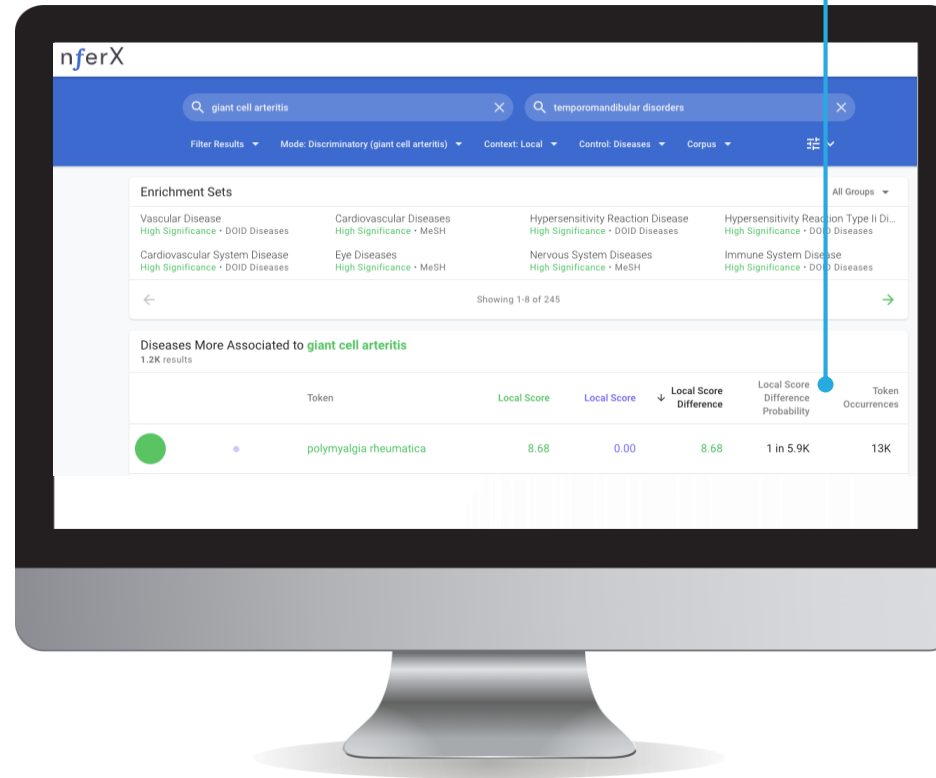 nferX
giant cell arteritis
temporomandibular disorders
Filter Results Mode: Discriminatory (giant cell arteritis) Context: Local Control: Diseases Corpus
Enrichment Sets All Groups
Vascular Disease Cardiovascular Diseases Hypersensitivity Reaction Disease Hypersensitivity Reaction Type Ii Di...
High Significance • DOID Diseases High Significance • MeSH High Significance • DOID Diseases High Significance • DOID Diseases
Cardiovascular System Disease Eye Diseases Nervous System Diseases Immune System Disease
High Significance • DOID Diseases High Significance • MeSH High Significance • MeSH High Significance • DOID Diseases
Showing 1-8 of 245
Diseases More Associated to giant cell arteritis
1.2K results
Token
Local Score
Local Score
Local Score
Difference
Local Score
Difference
Probability
Token
Occurrences
polymyalgia rheumatica 8.68 0.00 8.68 1 in 5.9K 13K